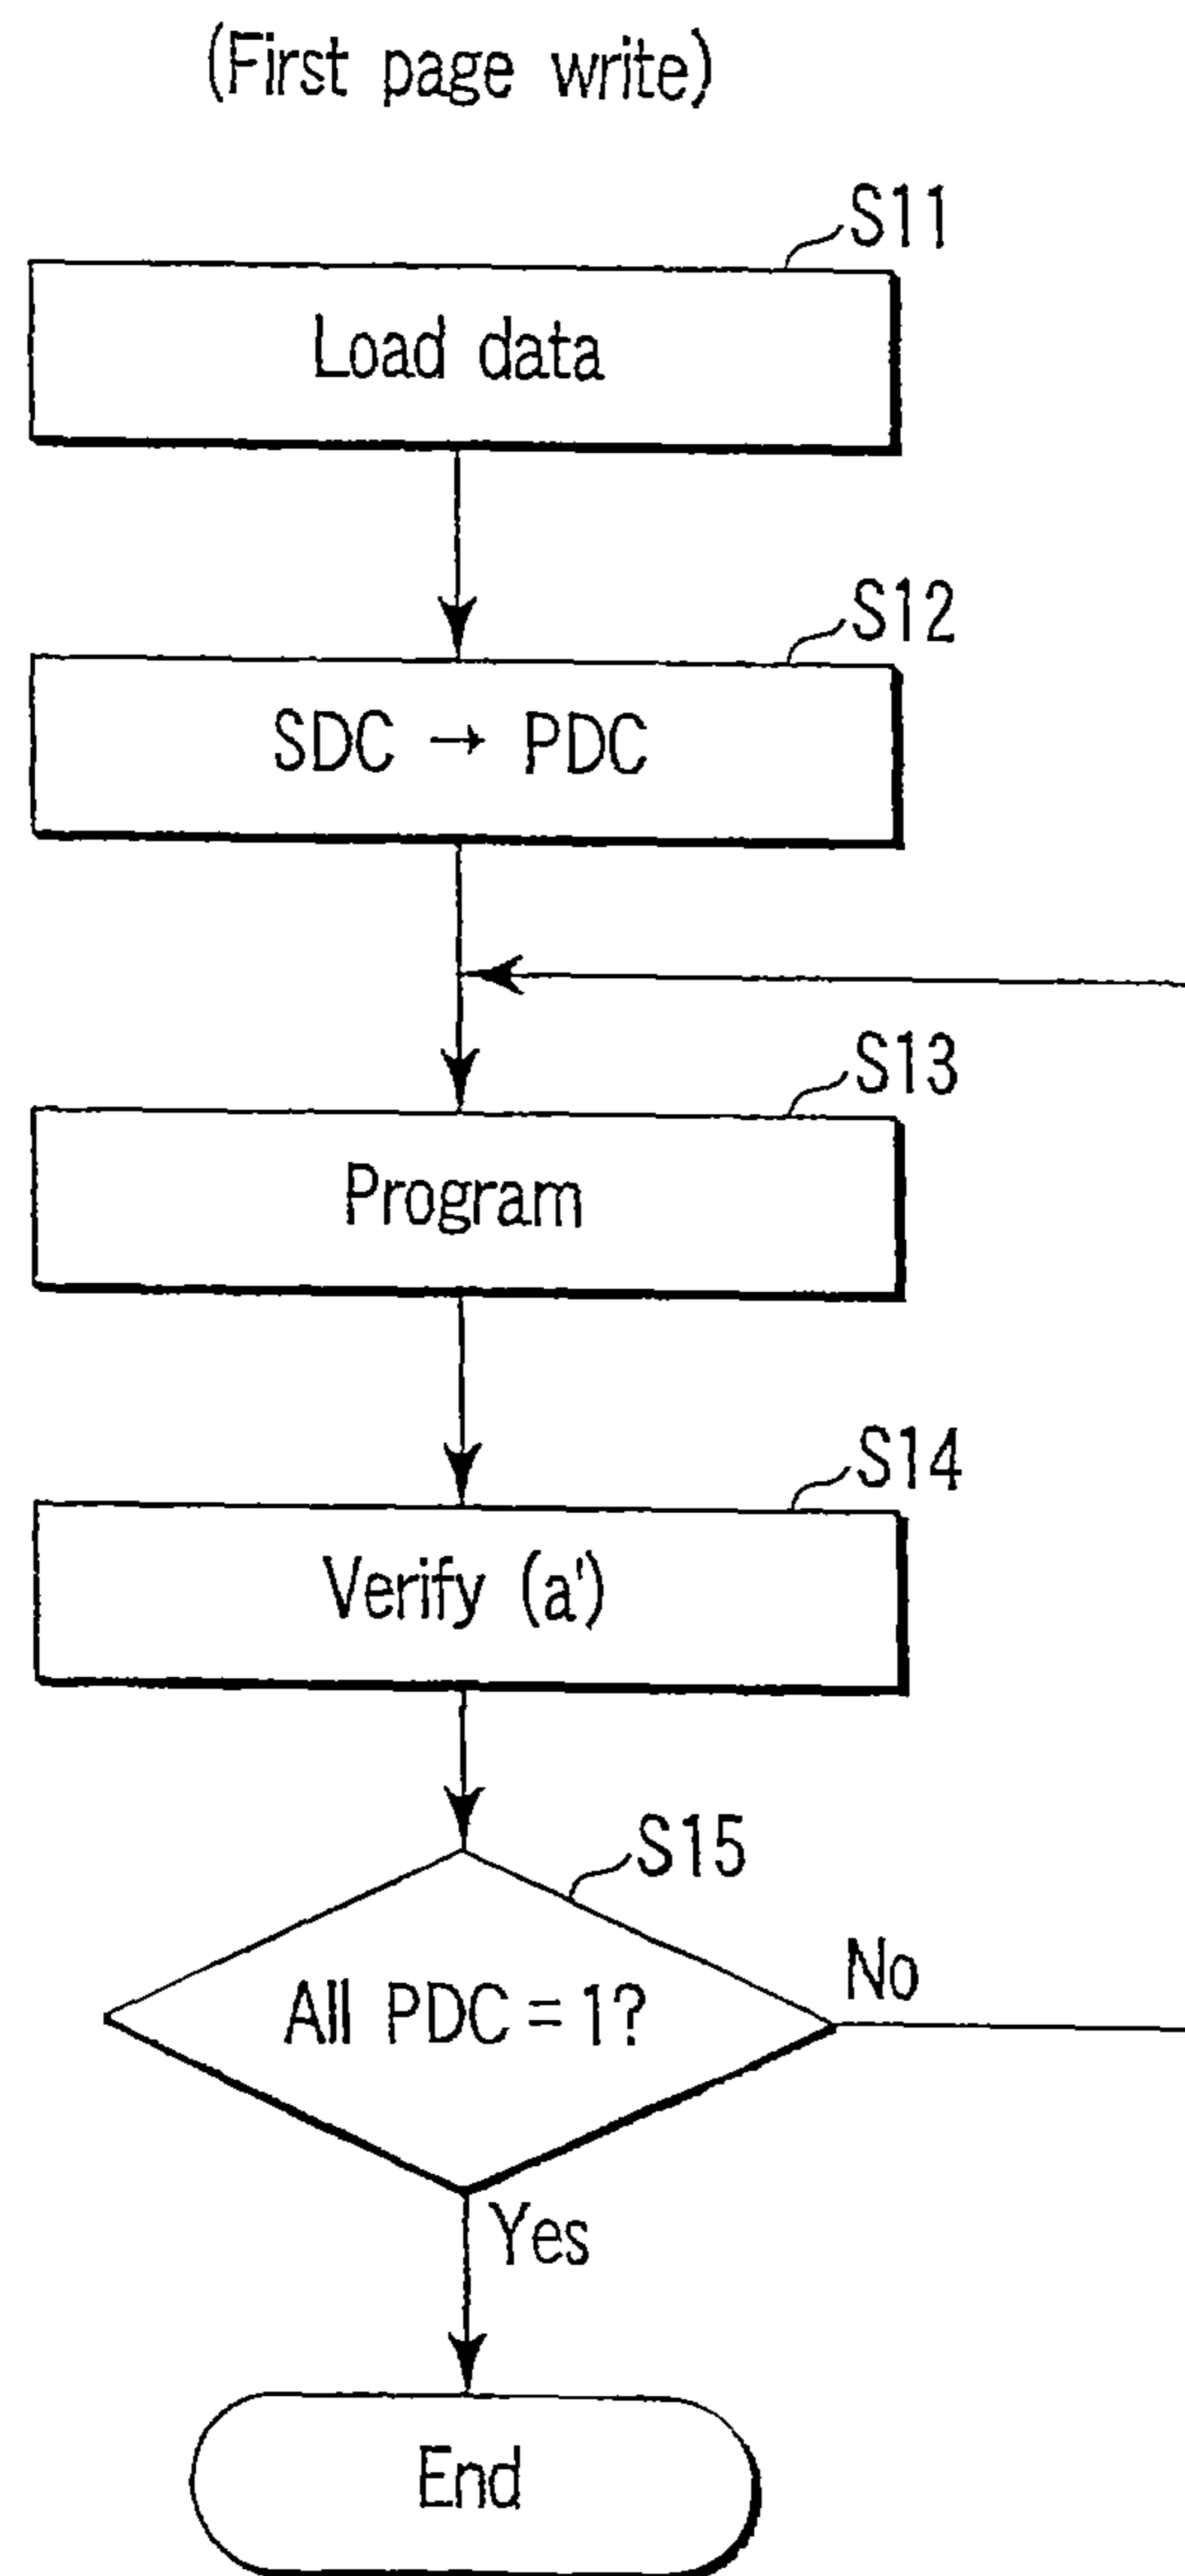 (First page write)
S11
Load data
S12
SDC → PDC
S13
Program
S14
Verify (a')
S15
All PDC = 1?
No
Yes
End